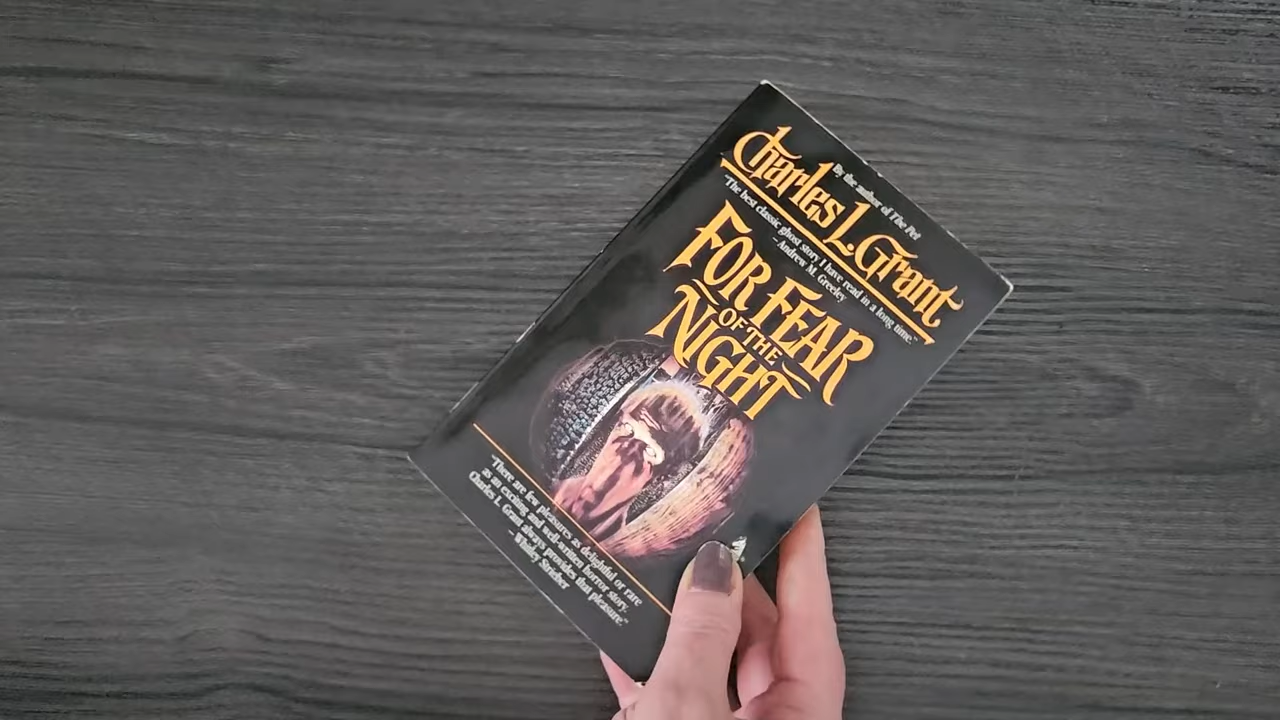 By the author of The Pet
Charles L. Grant
"The best classic ghost story I have read in a long time."
– Andrew M. Greeley
FOR FEAR
OF THE
NIGHT
"There are few pleasures as delightful or rare
as an exciting and well-written horror story.
Charles L. Grant always provides that pleasure."
– Whitley Strieber